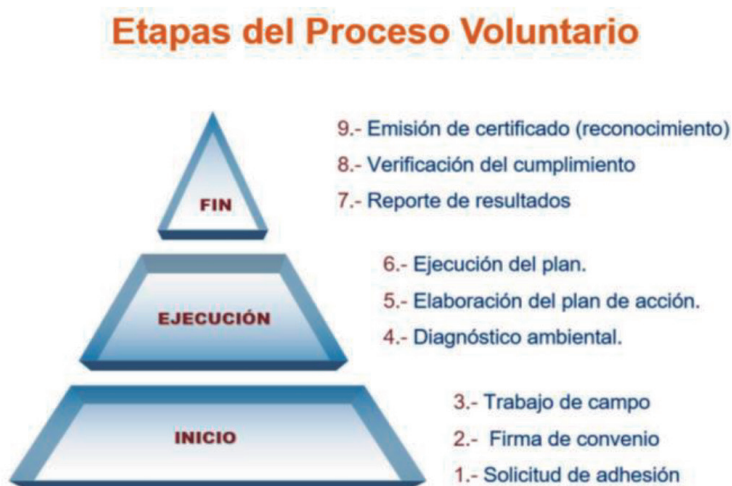 Etapas del Proceso Voluntario
9.- Emisión de certificado (reconocimiento)
8.- Verificación del cumplimiento
7.- Reporte de resultados
FIN
6.- Ejecución del plan.
5.- Elaboración del plan de acción.
4.- Diagnóstico ambiental.
EJECUCIÓN
3.- Trabajo de campo
2.- Firma de convenio
1.- Solicitud de adhesión
INICIO